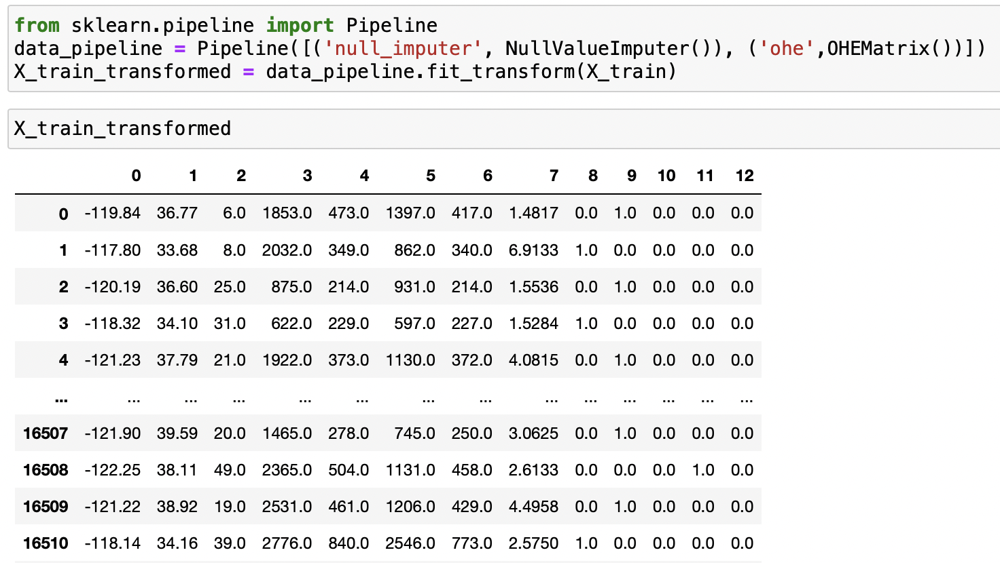 from sklearn.pipeline import Pipeline
data_pipeline = Pipeline([('null_imputer', NullValueImputer()), ('ohe',OHEMatrix())])
X_train_transformed = data_pipeline.fit_transform(X_train)
X_train_transformed
0 1 2 3 4 5 6 7 8 9 10 11 12
0 -119.84 36.77 6.0 1853.0 473.0 1397.0 417.0 1.4817 0.0 1.0 0.0 0.0 0.0
1 -117.80 33.68 8.0 2032.0 349.0 862.0 340.0 6.9133 1.0 0.0 0.0 0.0 0.0
2 -120.19 36.60 25.0 875.0 214.0 931.0 214.0 1.5536 0.0 1.0 0.0 0.0 0.0
3 -118.32 34.10 31.0 622.0 229.0 597.0 227.0 1.5284 1.0 0.0 0.0 0.0 0.0
4 -121.23 37.79 21.0 1922.0 373.0 1130.0 372.0 4.0815 0.0 1.0 0.0 0.0 0.0
... ... ... ... ... ... ... ... ... ... ... ... ... ...
16507 -121.90 39.59 20.0 1465.0 278.0 745.0 250.0 3.0625 0.0 1.0 0.0 0.0 0.0
16508 -122.25 38.11 49.0 2365.0 504.0 1131.0 458.0 2.6133 0.0 0.0 0.0 1.0 0.0
16509 -121.22 38.92 19.0 2531.0 461.0 1206.0 429.0 4.4958 0.0 1.0 0.0 0.0 0.0
16510 -118.14 34.16 39.0 2776.0 840.0 2546.0 773.0 2.5750 1.0 0.0 0.0 0.0 0.0